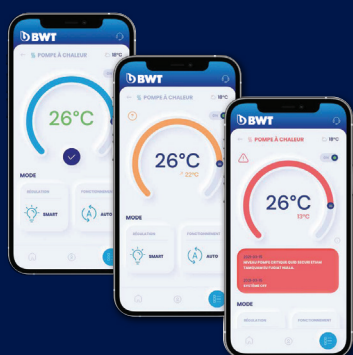 BWT
POMPE À CHALEUR
18°C
26°C
MODE
RÉGULATION
FONCTIONNEMENT
SMART
AUTO
BWT
POMPE À CHALEUR
18°C
26°C
22°C
MODE
RÉGULATION
FONCTIONNEMENT
SMART
AUTO
BWT
POMPE À CHALEUR
18°C
26°C
MODE
RÉGULATION
FONCTIONNEMENT